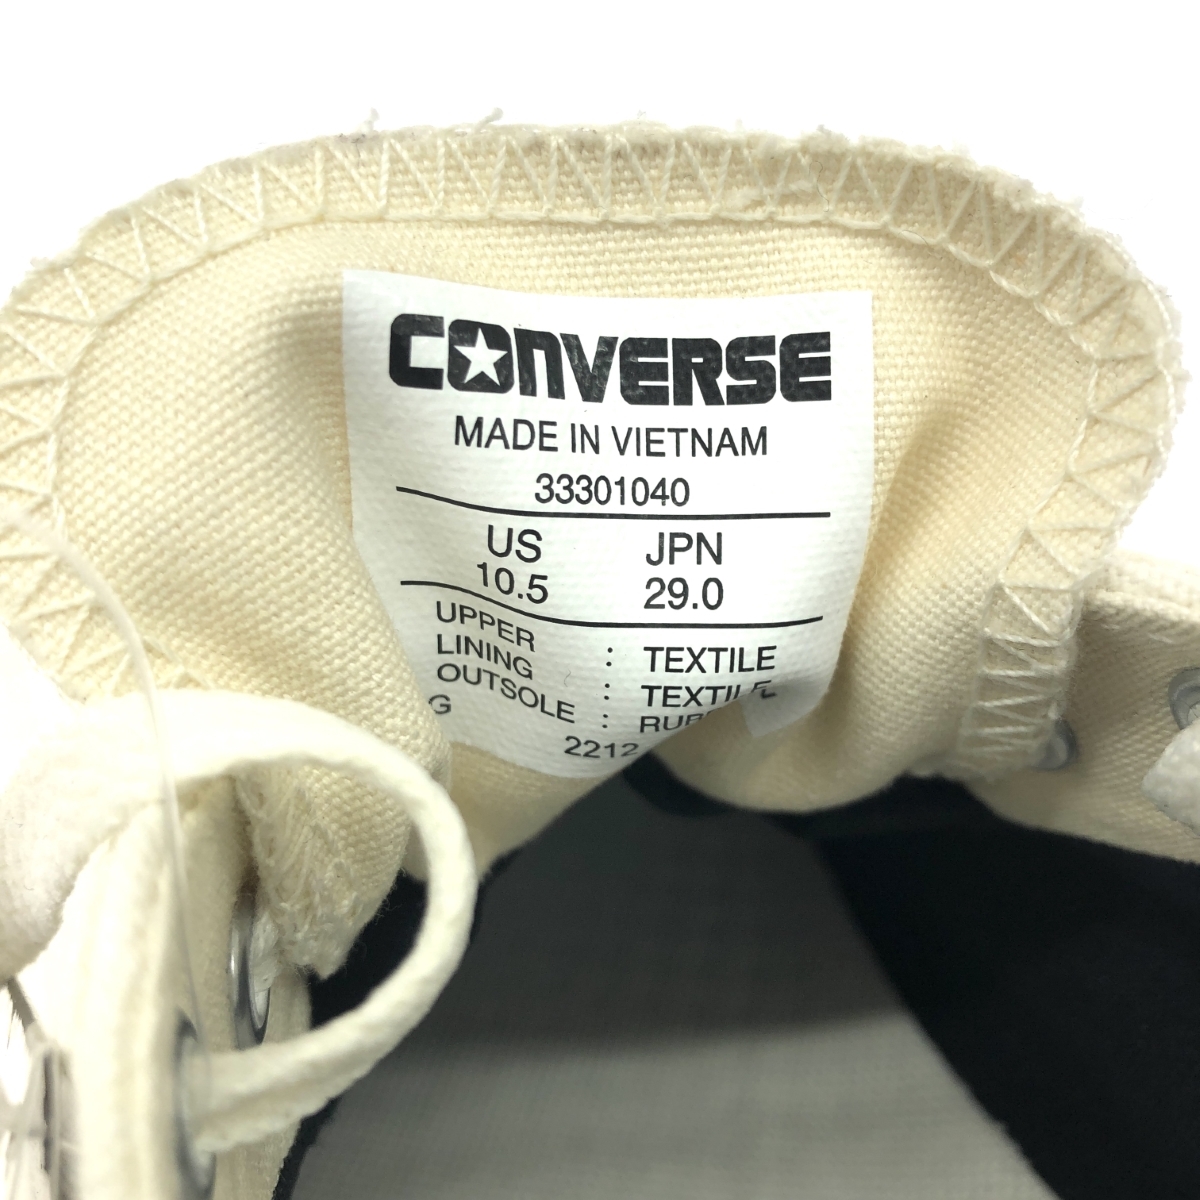 CONVERSE
MADE IN VIETNAM
33301040
US JPN
10.5 29.0
UPPER : TEXTILE
LINING : TEXTILE
OUTSOLE :
G
2212